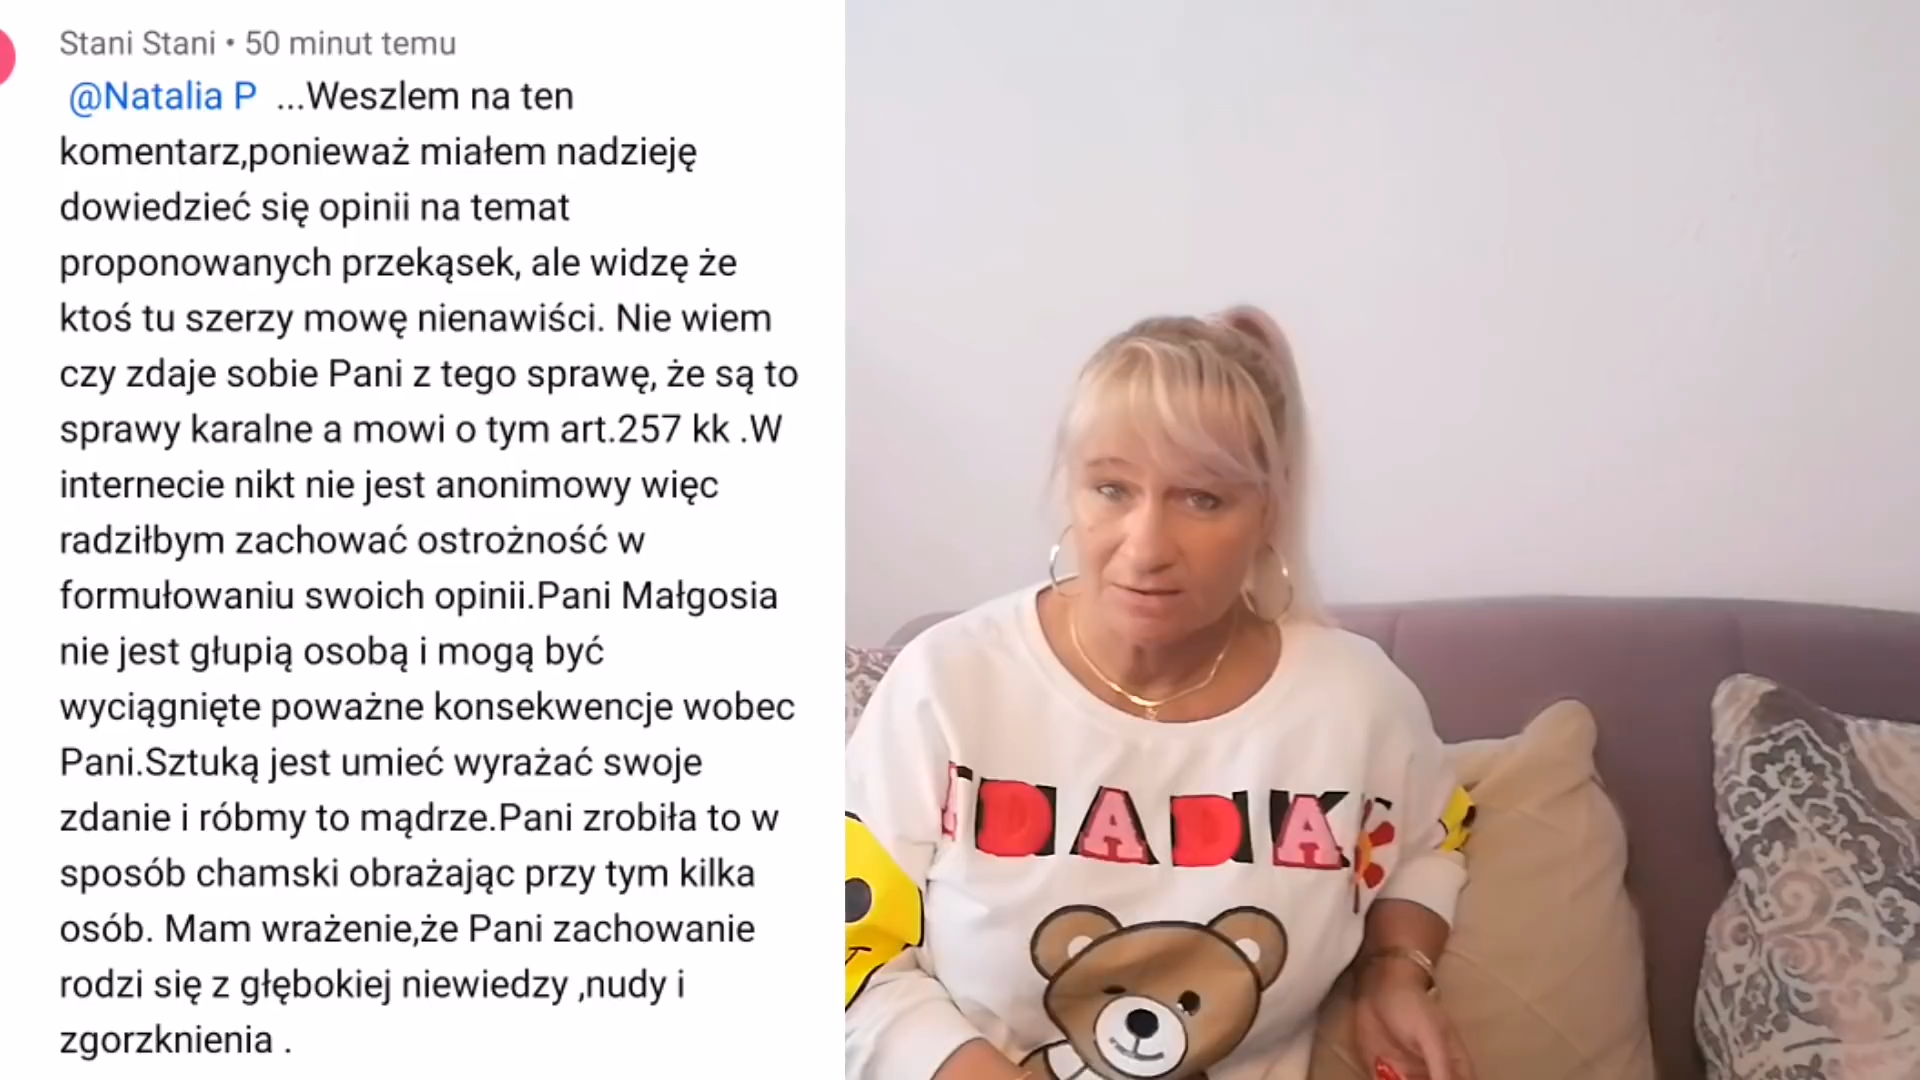 Stani Stani • 50 minut temu
@Natalia P ...Weszlem na ten
komentarz,ponieważ miałem nadzieję
dowiedzieć się opinii na temat
proponowanych przekąsek, ale widzę że
ktoś tu szerzy mowę nienawiści. Nie wiem
czy zdaje sobie Pani z tego sprawę, że są to
sprawy karalne a mowi o tym art.257 kk .W
internecie nikt nie jest anonimowy więc
radziłbym zachować ostrożność w
formułowaniu swoich opinii.Pani Małgosia
nie jest głupią osobą i mogą być
wyciągnięte poważne konsekwencje wobec
Pani.Sztuką jest umieć wyrażać swoje
zdanie i róbmy to mądrze.Pani zrobiła to w
sposób chamski obrażając przy tym kilka
osób. Mam wrażenie,że Pani zachowanie
rodzi się z głębokiej niewiedzy ,nudy i
zgorzknienia .